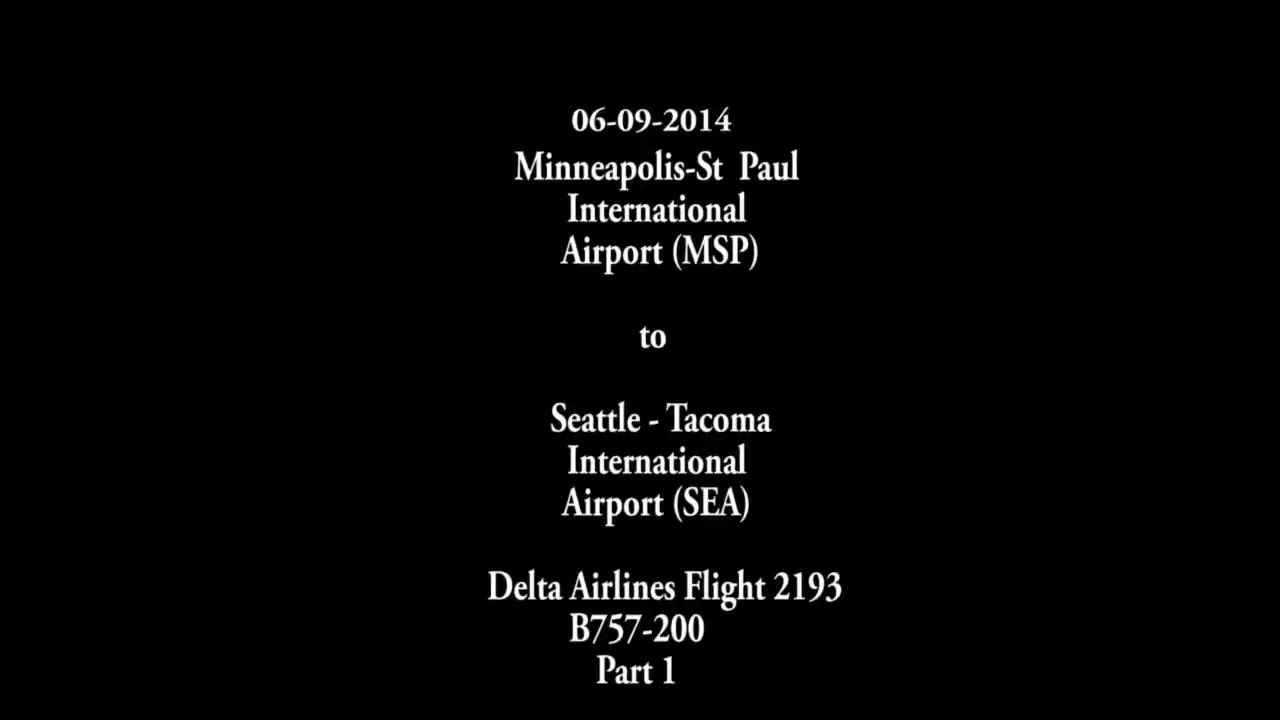 06-09-2014
Minneapolis-St Paul
International
Airport (MSP)
to
Seattle - Tacoma
International
Airport (SEA)
Delta Airlines Flight 2193
B757-200
Part 1